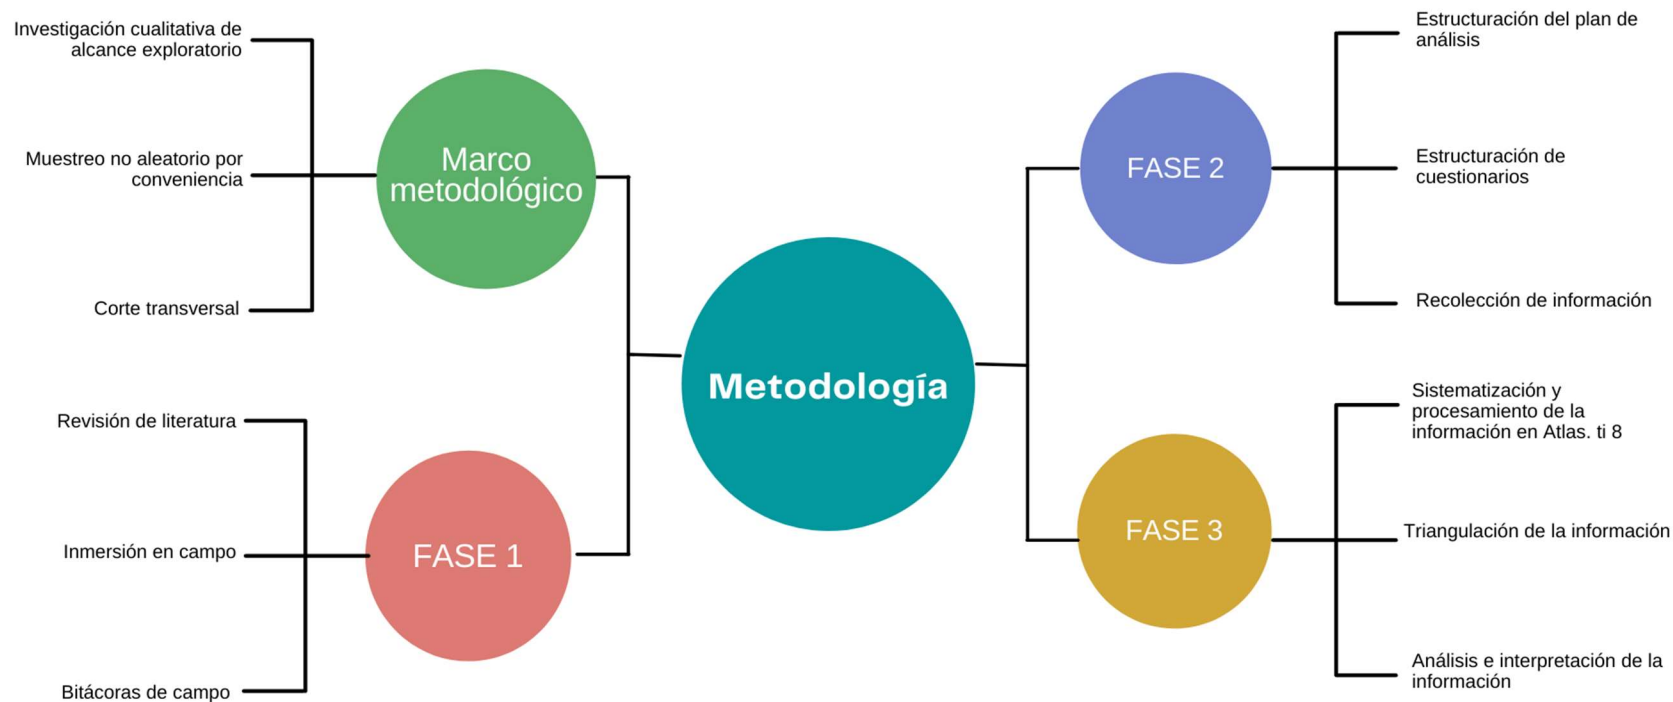 Investigación cualitativa de
alcance exploratorio
Muestreo no aleatorio por
conveniencia
Corte transversal
Marco
metodológico
Revisión de literatura
Inmersión en campo
Bitácoras de campo
FASE 1
Metodología
FASE 2
Estructuración del plan de
análisis
Estructuración de
cuestionarios
Recolección de información
FASE 3
Sistematización y
procesamiento de la
información en Atlas. ti 8
Triangulación de la información
Análisis e interpretación de la
información